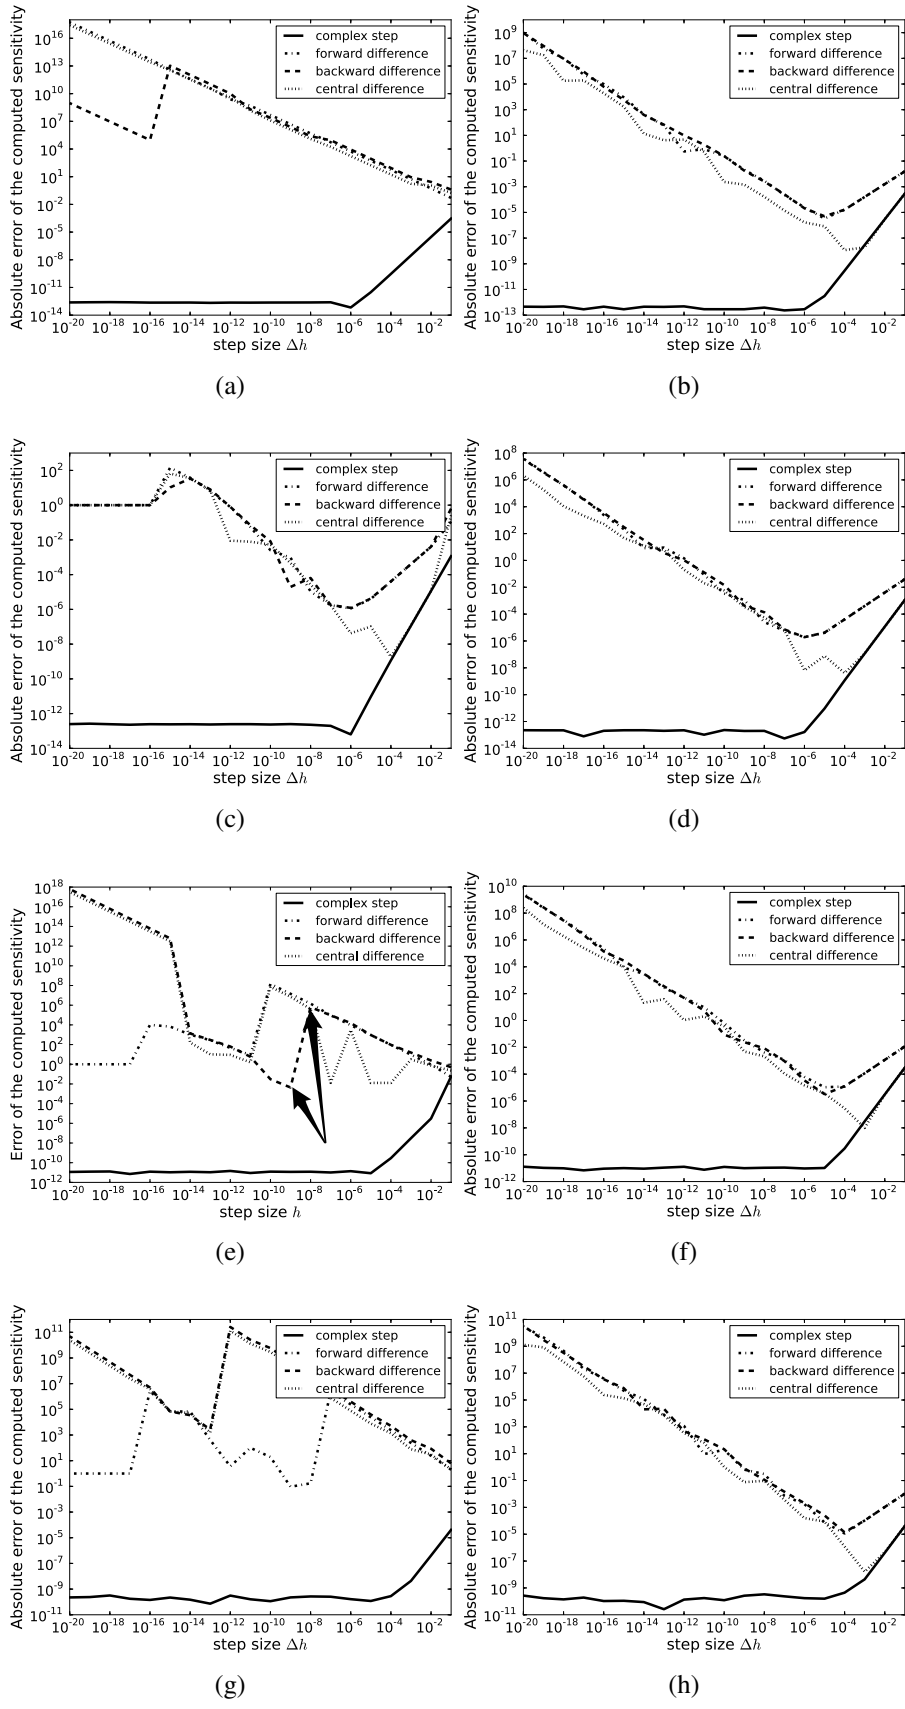 Absolute error of the computed sensitivity
10^16
10^13
10^10
10^7
10^4
10^1
10^-2
10^-5
10^-8
10^-11
10^-14
complex step
forward difference
backward difference
central difference
10^-20 10^-18 10^-16 10^-14 10^-12 10^-10 10^-8 10^-6 10^-4 10^-2
step size Δh
(a)
Absolute error of the computed sensitivity
10^9
10^7
10^5
10^3
10^1
10^-1
10^-3
10^-5
10^-7
10^-9
10^-11
10^-13
complex step
forward difference
backward difference
central difference
10^-20 10^-18 10^-16 10^-14 10^-12 10^-10 10^-8 10^-6 10^-4 10^-2
step size Δh
(b)
Absolute error of the computed sensitivity
10^2
10^0
10^-2
10^-4
10^-6
10^-8
10^-10
10^-12
10^-14
complex step
forward difference
backward difference
central difference
10^-20 10^-18 10^-16 10^-14 10^-12 10^-10 10^-8 10^-6 10^-4 10^-2
step size Δh
(c)
Absolute error of the computed sensitivity
10^8
10^6
10^4
10^2
10^0
10^-2
10^-4
10^-6
10^-8
10^-10
10^-12
10^-14
complex step
forward difference
backward difference
central difference
10^-20 10^-18 10^-16 10^-14 10^-12 10^-10 10^-8 10^-6 10^-4 10^-2
step size Δh
(d)
Error of the computed sensitivity
10^18
10^16
10^14
10^12
10^10
10^8
10^6
10^4
10^2
10^0
10^-2
10^-4
10^-6
10^-8
10^-10
10^-12
complex step
forward difference
backward difference
central difference
10^-20 10^-18 10^-16 10^-14 10^-12 10^-10 10^-8 10^-6 10^-4 10^-2
step size h
(e)
Absolute error of the computed sensitivity
10^10
10^8
10^6
10^4
10^2
10^0
10^-2
10^-4
10^-6
10^-8
10^-10
10^-12
complex step
forward difference
backward difference
central difference
10^-20 10^-18 10^-16 10^-14 10^-12 10^-10 10^-8 10^-6 10^-4 10^-2
step size Δh
(f)
Absolute error of the computed sensitivity
10^11
10^9
10^7
10^5
10^3
10^1
10^-1
10^-3
10^-5
10^-7
10^-9
10^-11
complex step
forward difference
backward difference
central difference
10^-20 10^-18 10^-16 10^-14 10^-12 10^-10 10^-8 10^-6 10^-4 10^-2
step size Δh
(g)
Absolute error of the computed sensitivity
10^11
10^9
10^7
10^5
10^3
10^1
10^-1
10^-3
10^-5
10^-7
10^-9
10^-11
complex step
forward difference
backward difference
central difference
10^-20 10^-18 10^-16 10^-14 10^-12 10^-10 10^-8 10^-6 10^-4 10^-2
step size Δh
(h)